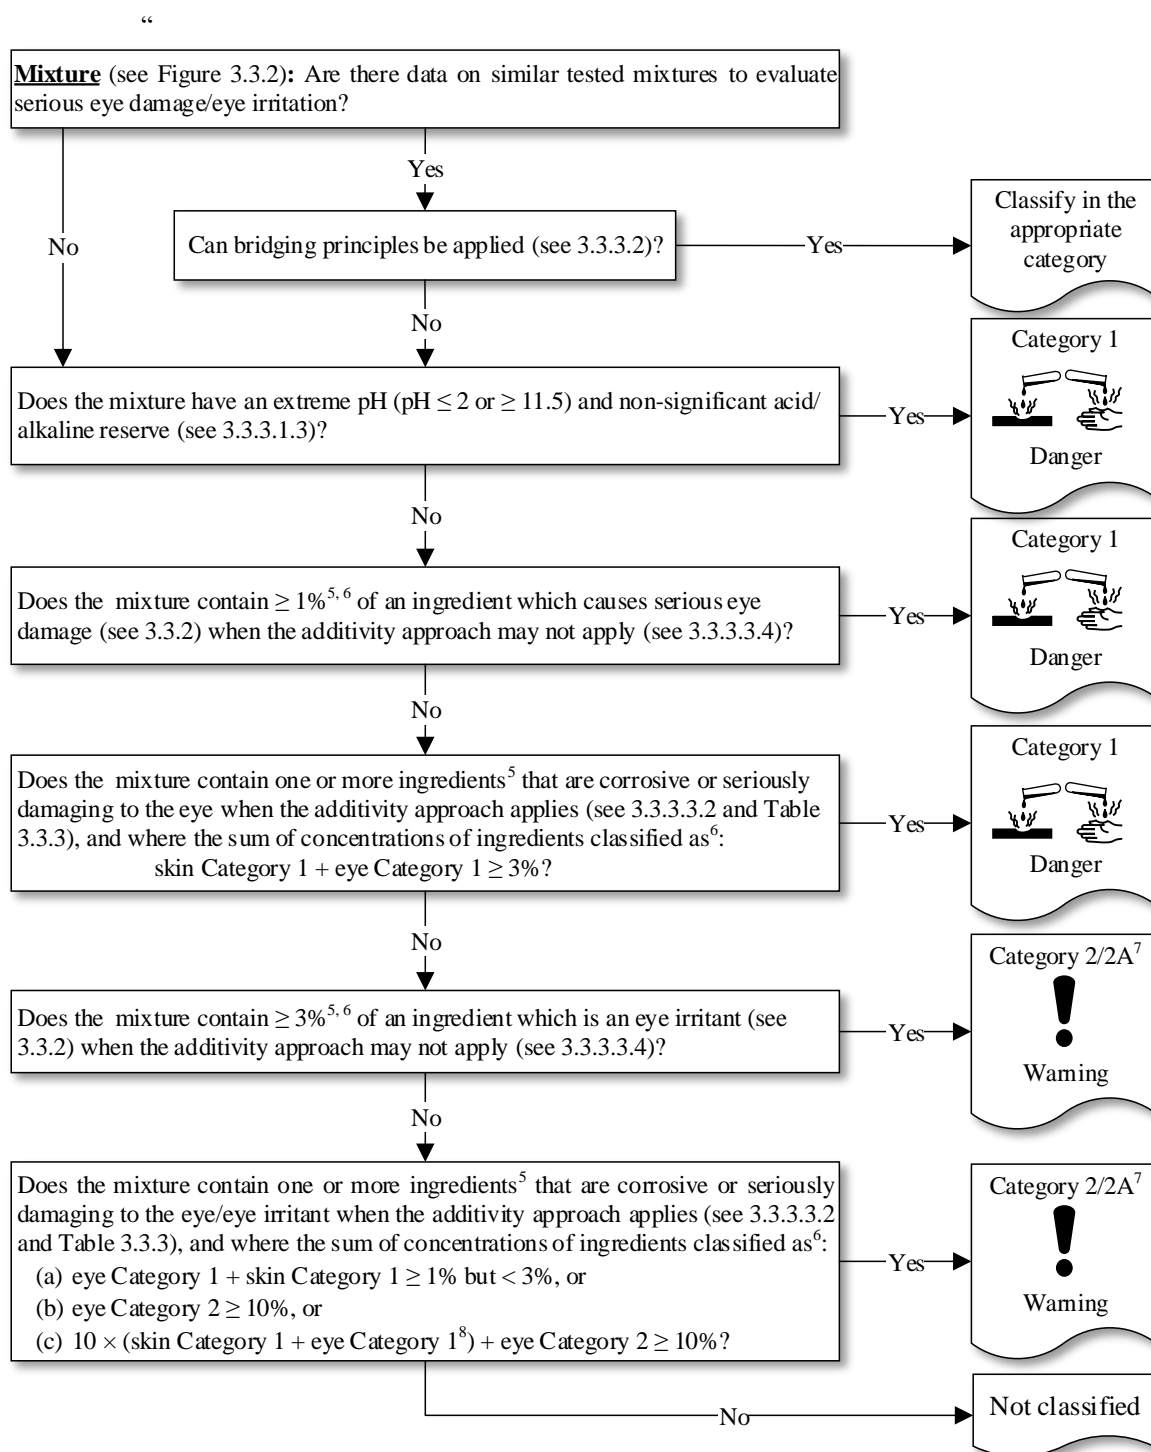 “
Mixture (see Figure 3.3.2): Are there data on similar tested mixtures to evaluate
serious eye damage/eye irritation?
Yes
No
Can bridging principles be applied (see 3.3.3.2)?
Yes
Classify in the
appropriate
category
No
Does the mixture have an extreme pH (pH ≤ 2 or ≥ 11.5) and non-significant acid/
alkaline reserve (see 3.3.3.1.3)?
Yes
Category 1
Danger
No
Does the mixture contain ≥ 1%⁵,⁶ of an ingredient which causes serious eye
damage (see 3.3.2) when the additivity approach may not apply (see 3.3.3.3.4)?
Yes
Category 1
Danger
No
Does the mixture contain one or more ingredients⁵ that are corrosive or seriously
damaging to the eye when the additivity approach applies (see 3.3.3.3.2 and Table
3.3.3), and where the sum of concentrations of ingredients classified as⁶:
skin Category 1 + eye Category 1 ≥ 3%?
Yes
Category 1
Danger
No
Does the mixture contain ≥ 3%⁵,⁶ of an ingredient which is an eye irritant (see
3.3.2) when the additivity approach may not apply (see 3.3.3.3.4)?
Yes
Category 2/2A⁷
Warning
No
Does the mixture contain one or more ingredients⁵ that are corrosive or seriously
damaging to the eye/eye irritant when the additivity approach applies (see 3.3.3.3.2
and Table 3.3.3), and where the sum of concentrations of ingredients classified as⁶:
(a) eye Category 1 + skin Category 1 ≥ 1% but < 3%, or
(b) eye Category 2 ≥ 10%, or
(c) 10 × (skin Category 1 + eye Category 1⁸) + eye Category 2 ≥ 10%?
Yes
Category 2/2A⁷
Warning
No
Not classified